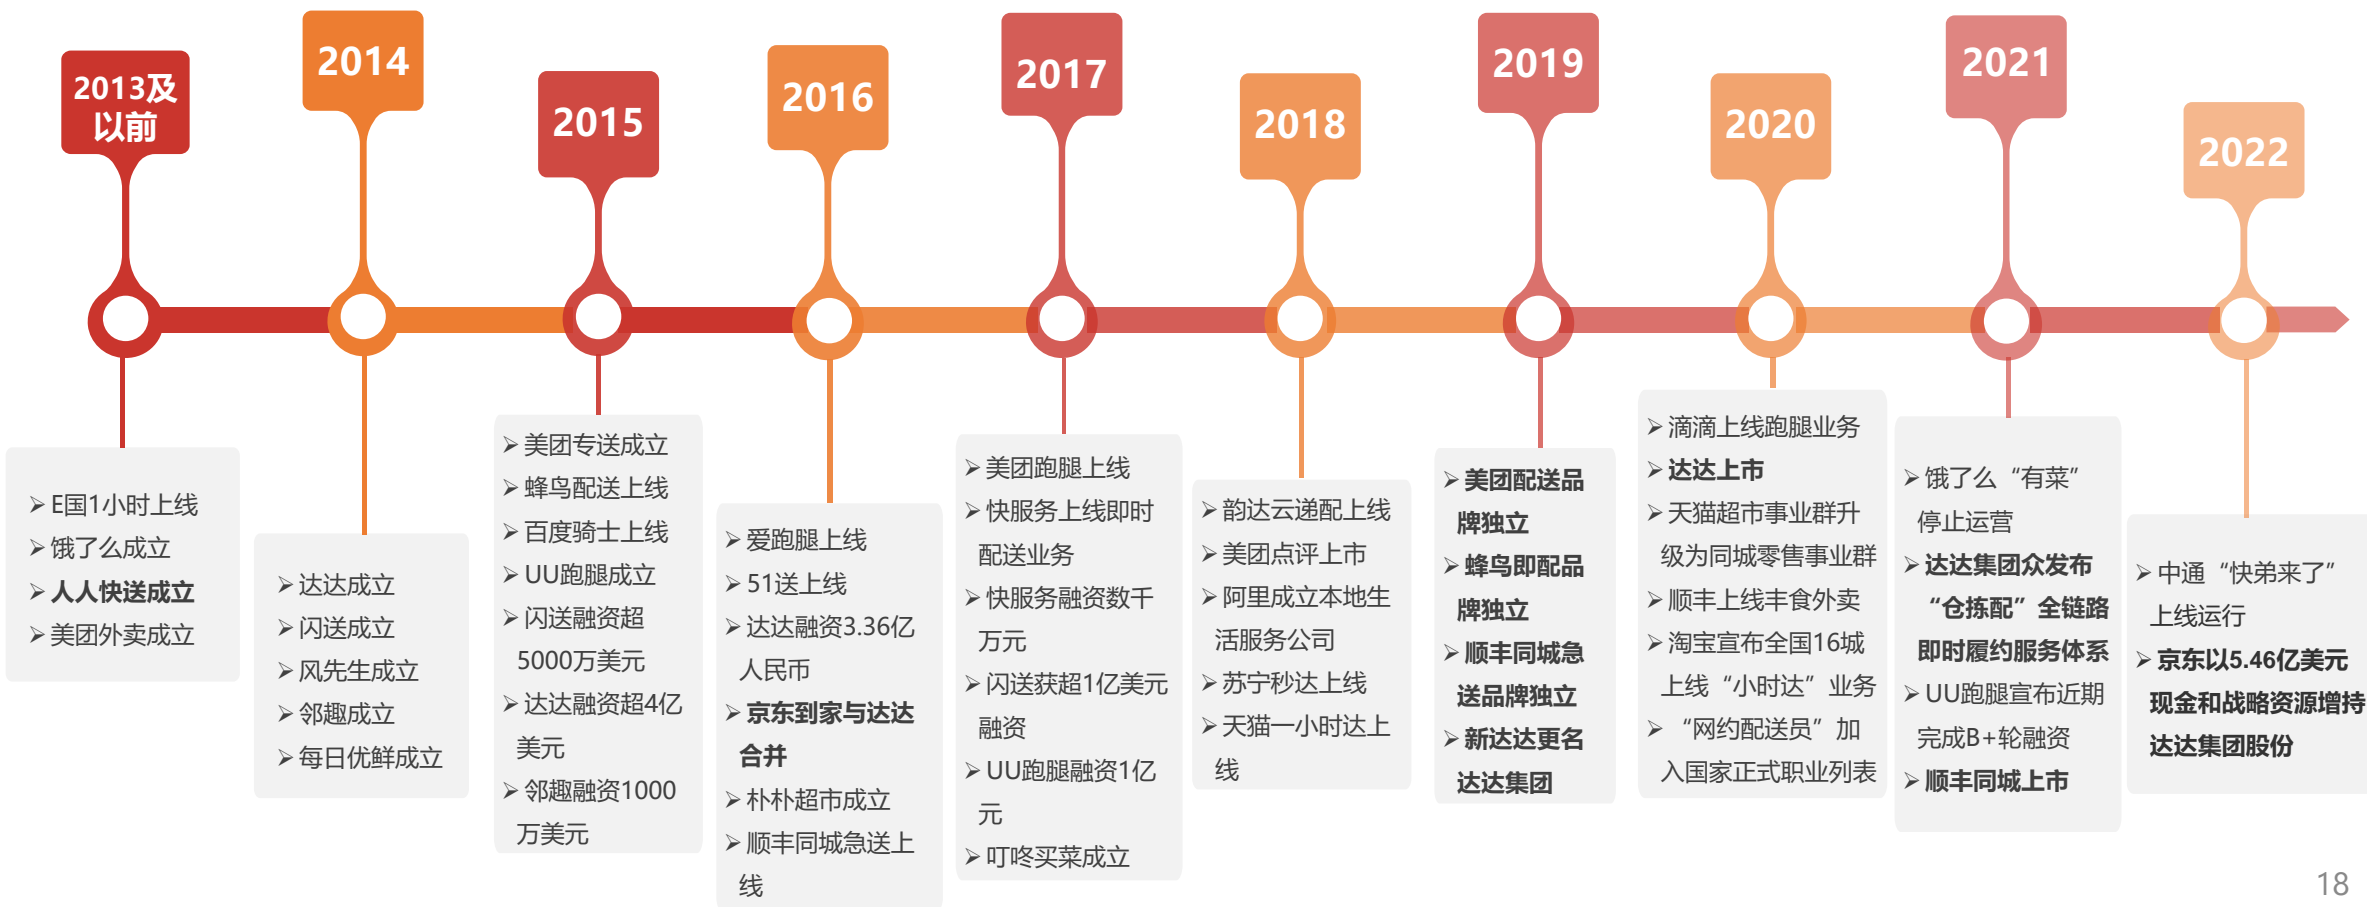 2013及
以前
➢ E国1小时上线
➢ 饿了么成立
➢ 人人快送成立
➢ 美团外卖成立
2014
➢ 达达成立
➢ 闪送成立
➢ 风先生成立
➢ 邻趣成立
➢ 每日优鲜成立
2015
➢ 美团专送成立
➢ 蜂鸟配送上线
➢ 百度骑士上线
➢ UU跑腿成立
➢ 闪送融资超
5000万美元
➢ 达达融资超4亿
美元
➢ 邻趣融资1000
万美元
2016
➢ 爱跑腿上线
➢ 51送上线
➢ 达达融资3.36亿
人民币
➢ 京东到家与达达
合并
➢ 朴朴超市成立
➢ 顺丰同城急送上
线
2017
➢ 美团跑腿上线
➢ 快服务上线即时
配送业务
➢ 快服务融资数千
万元
➢ 闪送获超1亿美元
融资
➢ UU跑腿融资1亿
元
➢ 叮咚买菜成立
2018
➢ 韵达云递配上线
➢ 美团点评上市
➢ 阿里成立本地生
活服务公司
➢ 苏宁秒达上线
➢ 天猫一小时达上
线
2019
➢ 美团配送品
牌独立
➢ 蜂鸟即配品
牌独立
➢ 顺丰同城急
送品牌独立
➢ 新达达更名
达达集团
2020
➢ 滴滴上线跑腿业务
➢ 达达上市
➢ 天猫超市事业群升
级为同城零售事业群
➢ 顺丰上线丰食外卖
➢ 淘宝宣布全国16城
上线“小时达”业务
➢ “网约配送员”加
入国家正式职业列表
2021
➢ 饿了么“有菜”
停止运营
➢ 达达集团众发布
“仓拣配”全链路
即时履约服务体系
➢ UU跑腿宣布近期
完成B+轮融资
➢ 顺丰同城上市
2022
➢ 中通“快弟来了”
上线运行
➢ 京东以5.46亿美元
现金和战略资源增持
达达集团股份
18